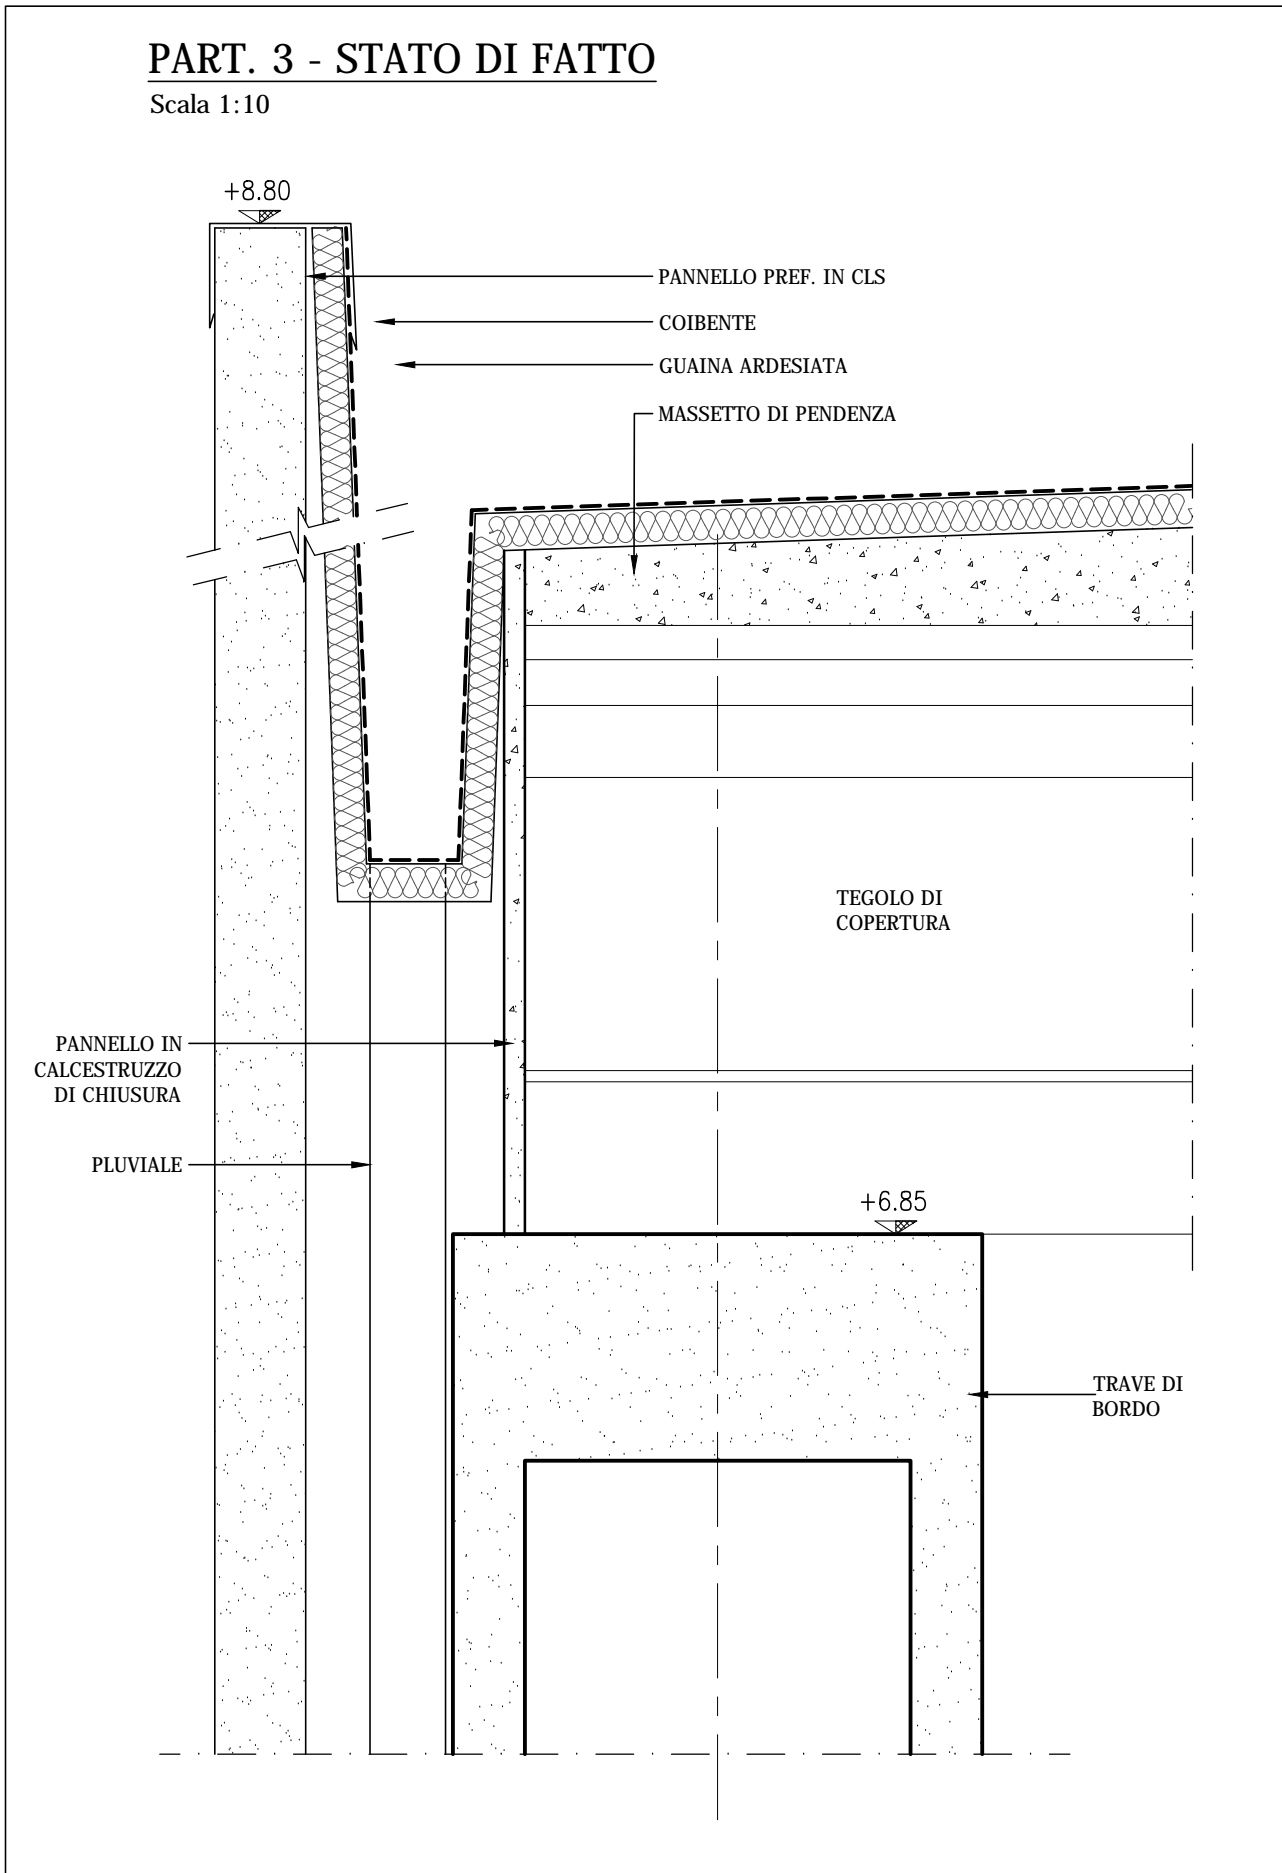 PART. 3 - STATO DI FATTO
Scala 1:10
+8.80
PANNELLO PREF. IN CLS
COIBENTE
GUAINA ARDESIATA
MASSETTO DI PENDENZA
TEGOLO DI
COPERTURA
PANNELLO IN
CALCESTRUZZO
DI CHIUSURA
PLUVIALE
+6.85
TRAVE DI
BORDO